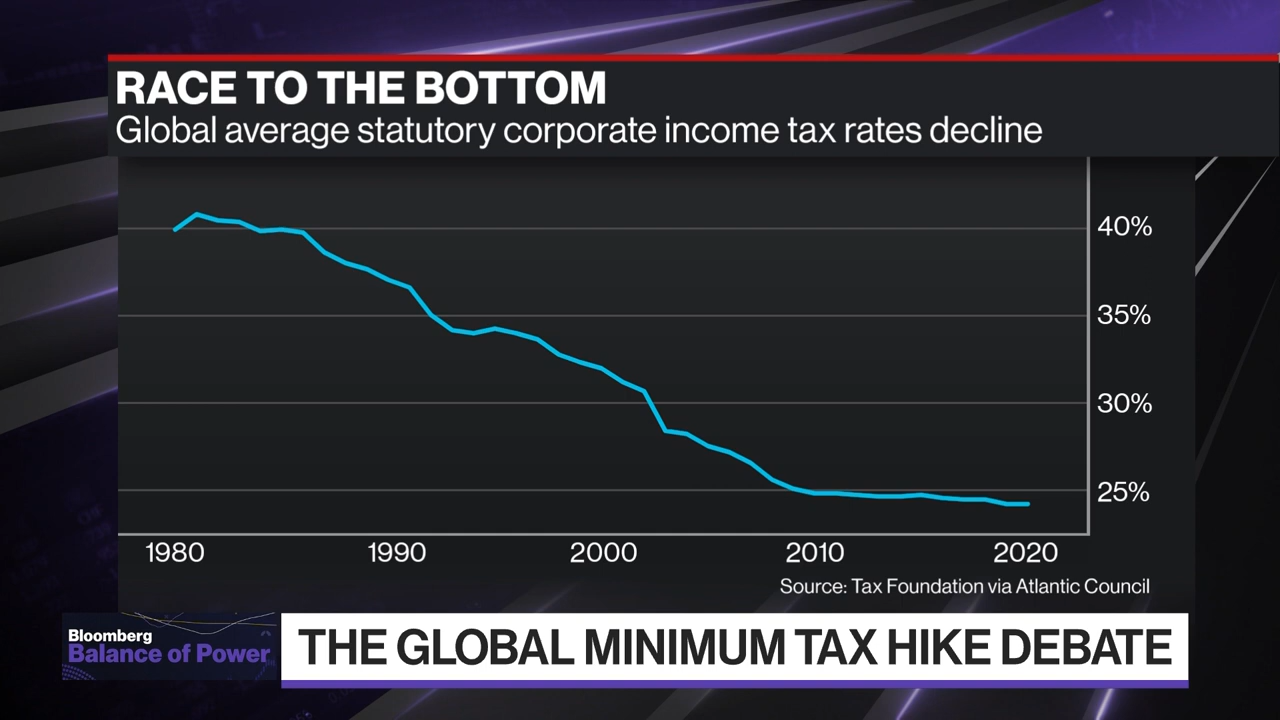 RACE TO THE BOTTOM
Global average statutory corporate income tax rates decline
40%
35%
30%
25%
1980 1990 2000 2010 2020
Source: Tax Foundation via Atlantic Council
Bloomberg
Balance of Power
THE GLOBAL MINIMUM TAX HIKE DEBATE